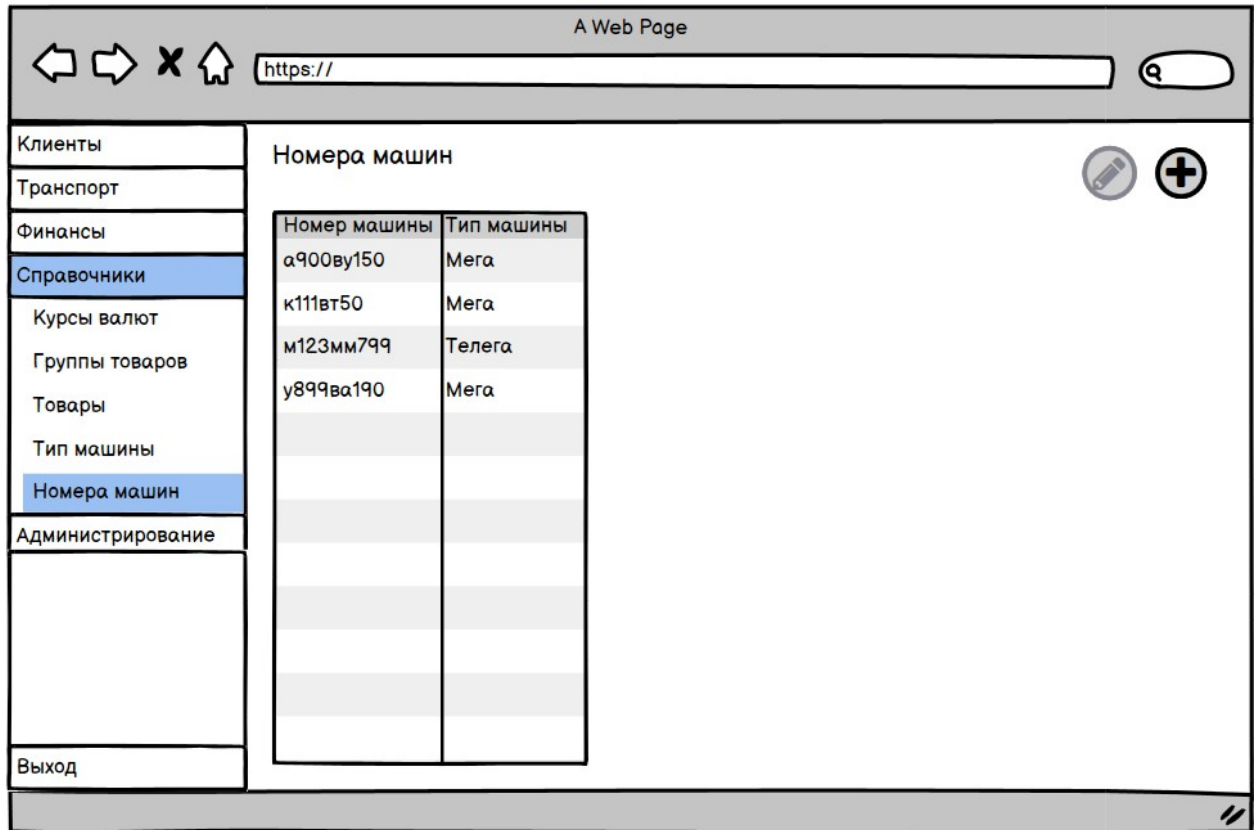 A Web Page
https://
Клиенты
Транспорт
Финансы
Справочники
Курсы валют
Группы товаров
Товары
Тип машины
Номера машин
Администрирование
Выход
Номера машин
Номер машины Тип машины
а900ву150 Мега
к111вт50 Мега
м123мм799 Телега
у899ва190 Мега